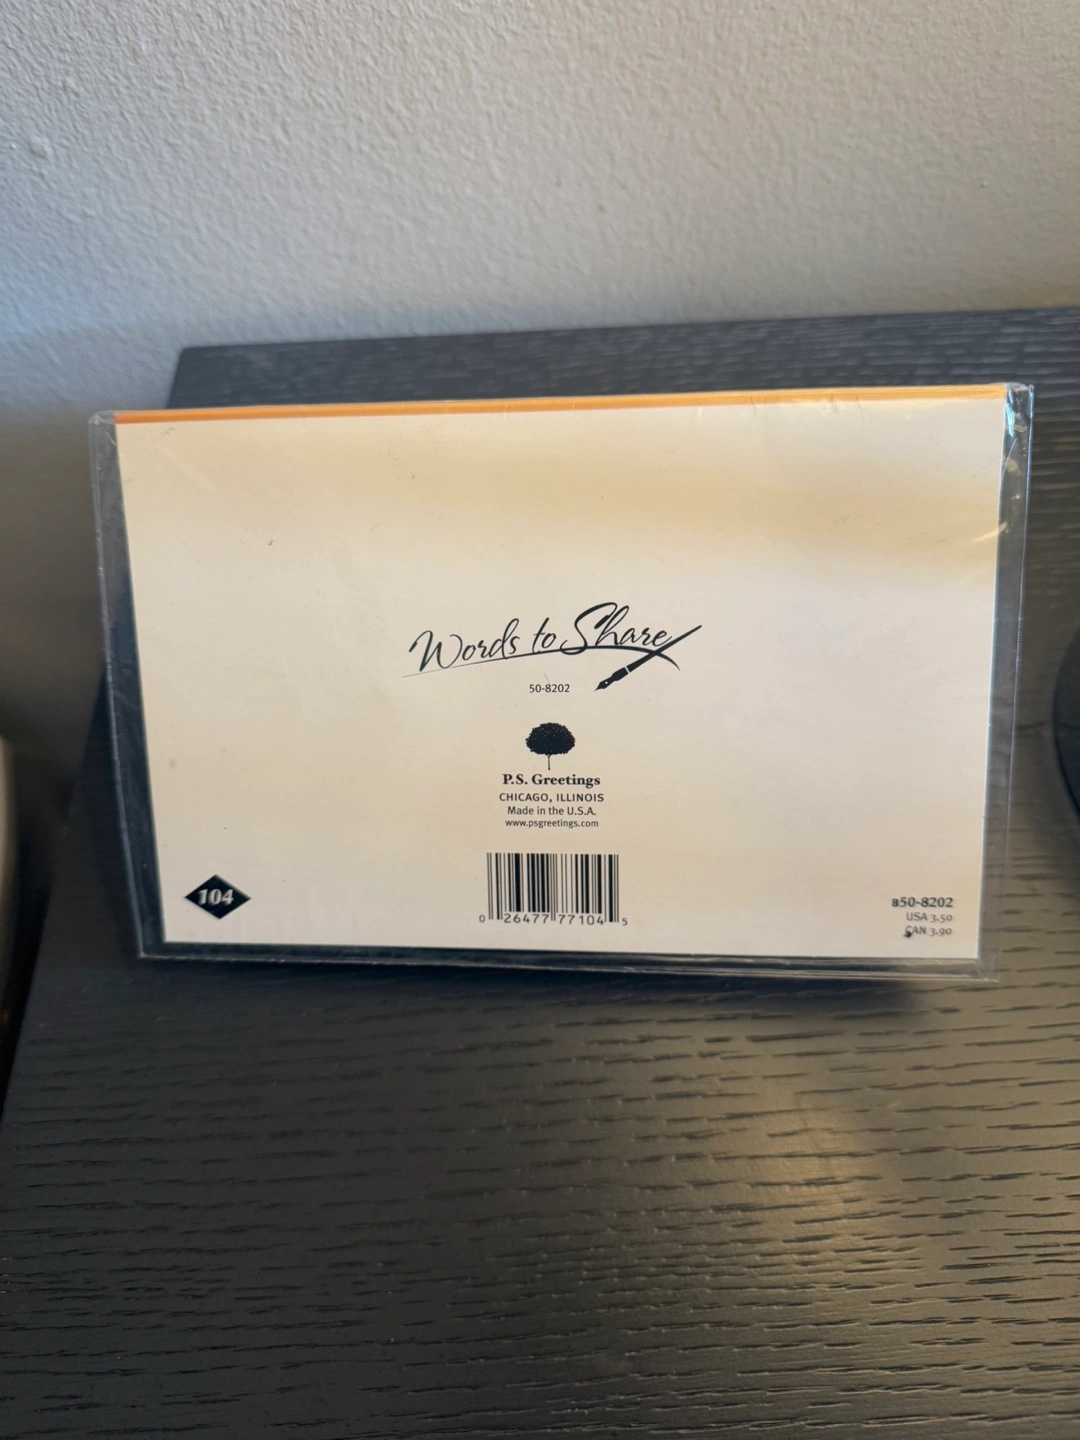 Words to Share
50-8202
P.S. Greetings
CHICAGO, ILLINOIS
Made in the U.S.A.
www.psgreetings.com
104
0 26477 77104 5
B50-8202
USA 3.50
CAN 3.90